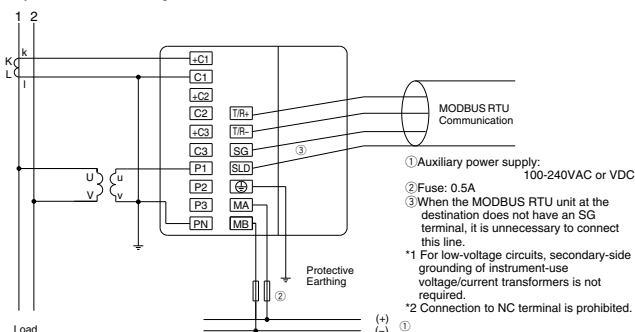 1 2
K
k
L
l
+C1
C1
+C2
C2
T/R+
+C3
T/R−
C3
SG
③
P1
SLD
P2
P3
MA
PN
MB
U
u
V
v
MODBUS RTU
Communication
②
Protective
Earthing
(+)
(−) ①
Load
①Auxiliary power supply:
100-240VAC or VDC
②Fuse: 0.5A
③When the MODBUS RTU unit at the
destination does not have an SG
terminal, it is unnecessary to connect
this line.
*1 For low-voltage circuits, secondary-side
grounding of instrument-use
voltage/current transformers is not
required.
*2 Connection to NC terminal is prohibited.